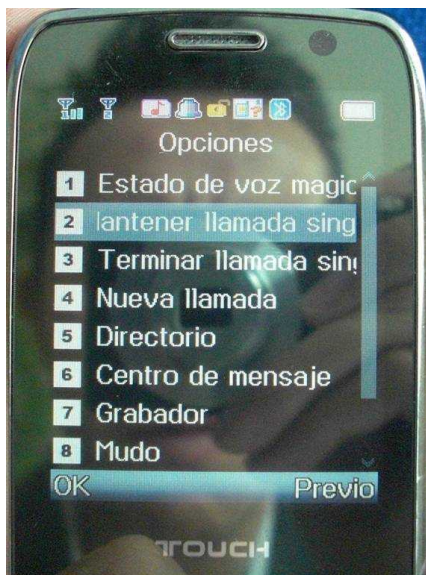 Opciones
1 Estado de voz magic
2 lantener llamada sing
3 Terminar llamada sing
4 Nueva llamada
5 Directorio
6 Centro de mensaje
7 Grabador
8 Mudo
OK Previo
TOUCH